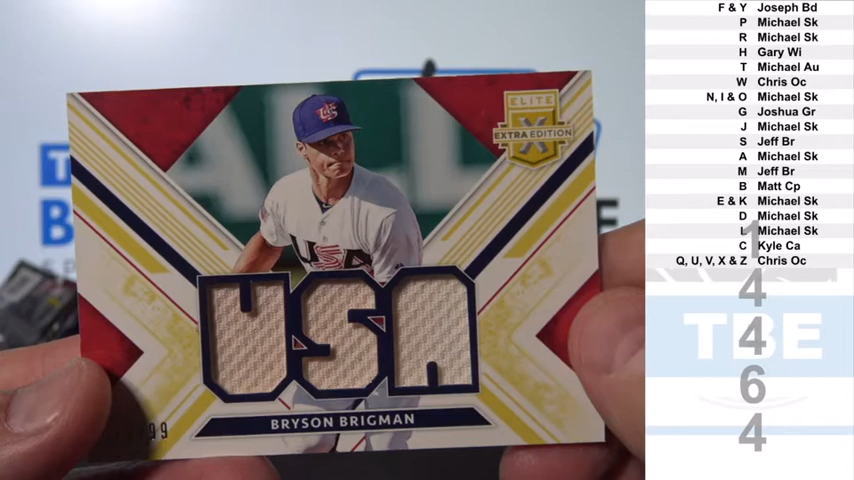 F & Y Joseph Bd
P Michael Sk
R Michael Sk
H Gary Wi
T Michael Au
W Chris Oc
N, I & O Michael Sk
G Joshua Gr
J Michael Sk
S Jeff Br
A Michael Sk
M Jeff Br
B Matt Cp
E & K Michael Sk
D Michael Sk
L Michael Sk
C Kyle Ca
Q, U, V, X & Z Chris Oc
1
4
4
6
4
TBE
ELITE
X
EXTRA EDITION
US
USA
USA
BRYSON BRIGMAN